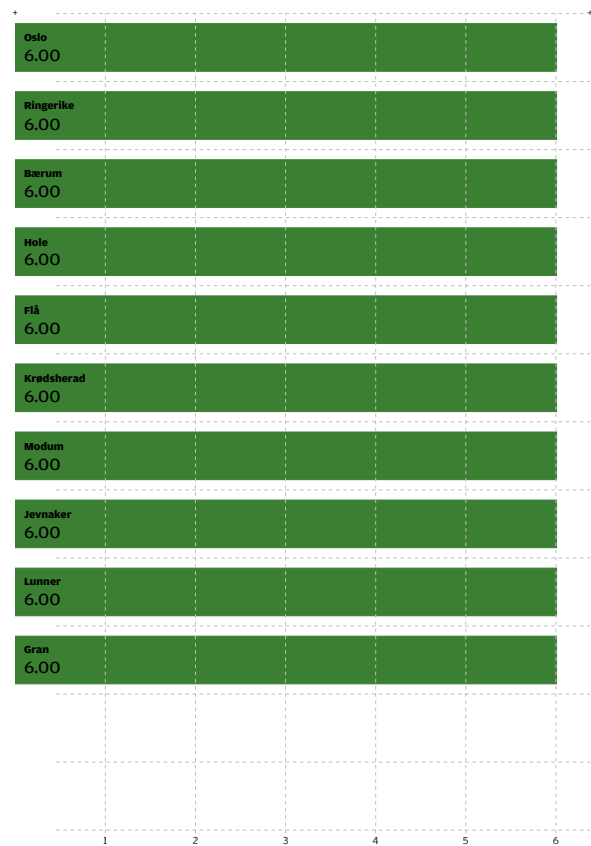 Oslo
6.00
Ringerike
6.00
Bærum
6.00
Hole
6.00
Flå
6.00
Krødsherad
6.00
Modum
6.00
Jevnaker
6.00
Lunner
6.00
Gran
6.00
1 2 3 4 5 6